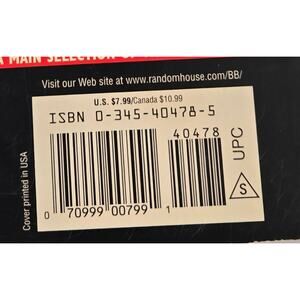 A MAIN SELECTION OF
Visit our Web site at www.randomhouse.com/BB/
U.S. $7.99/Canada $10.99
ISBN 0-345-40478-5
40478
UPC
S
0 70999 00799 1
Cover printed in USA